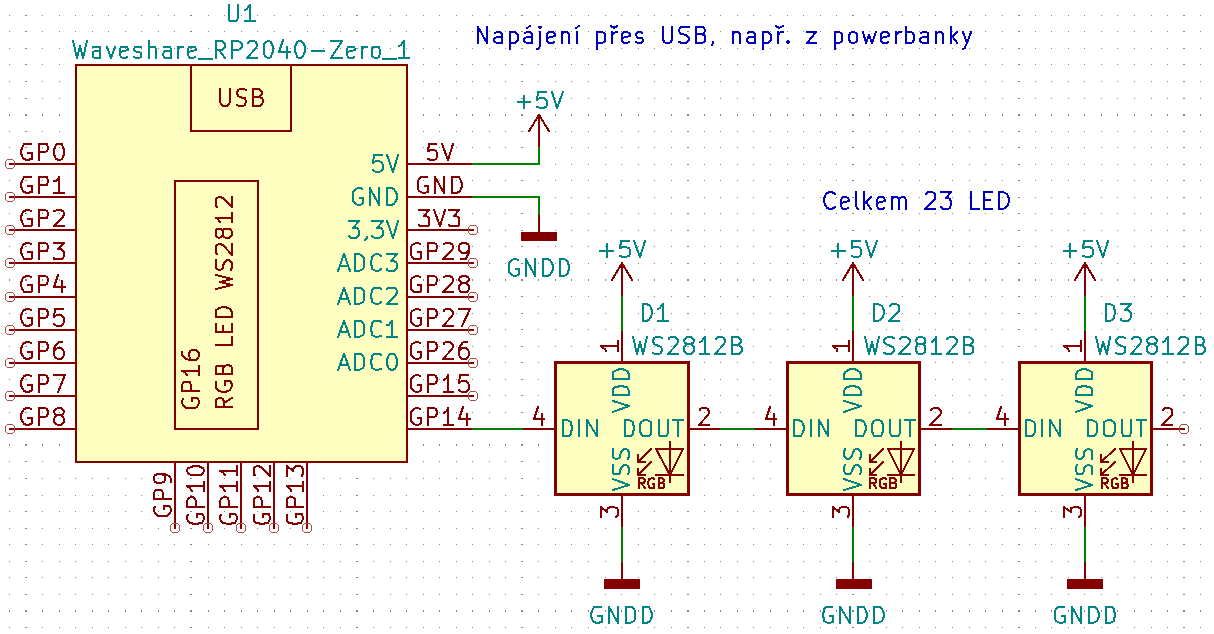 U1
Waveshare_RP2040-Zero_1
Napájení přes USB, např. z powerbanky
USB
+5V
GP0
GP1
GP2
GP3
GP4
GP5
GP6
GP7
GP8
GP16
RGB LED WS2812
5V
GND
3,3V
ADC3
ADC2
ADC1
ADC0
5V
GND
3V3
GP29
GP28
GP27
GP26
GP15
GP14
GP9
GP10
GP11
GP12
GP13
GNDD
Celkem 23 LED
+5V
D1
WS2812B
1
VDD
4
DIN
DOUT
2
VSS
RGB
3
GNDD
+5V
D2
WS2812B
1
VDD
4
DIN
DOUT
2
VSS
RGB
3
GNDD
+5V
D3
WS2812B
1
VDD
4
DIN
DOUT
2
VSS
RGB
3
GNDD